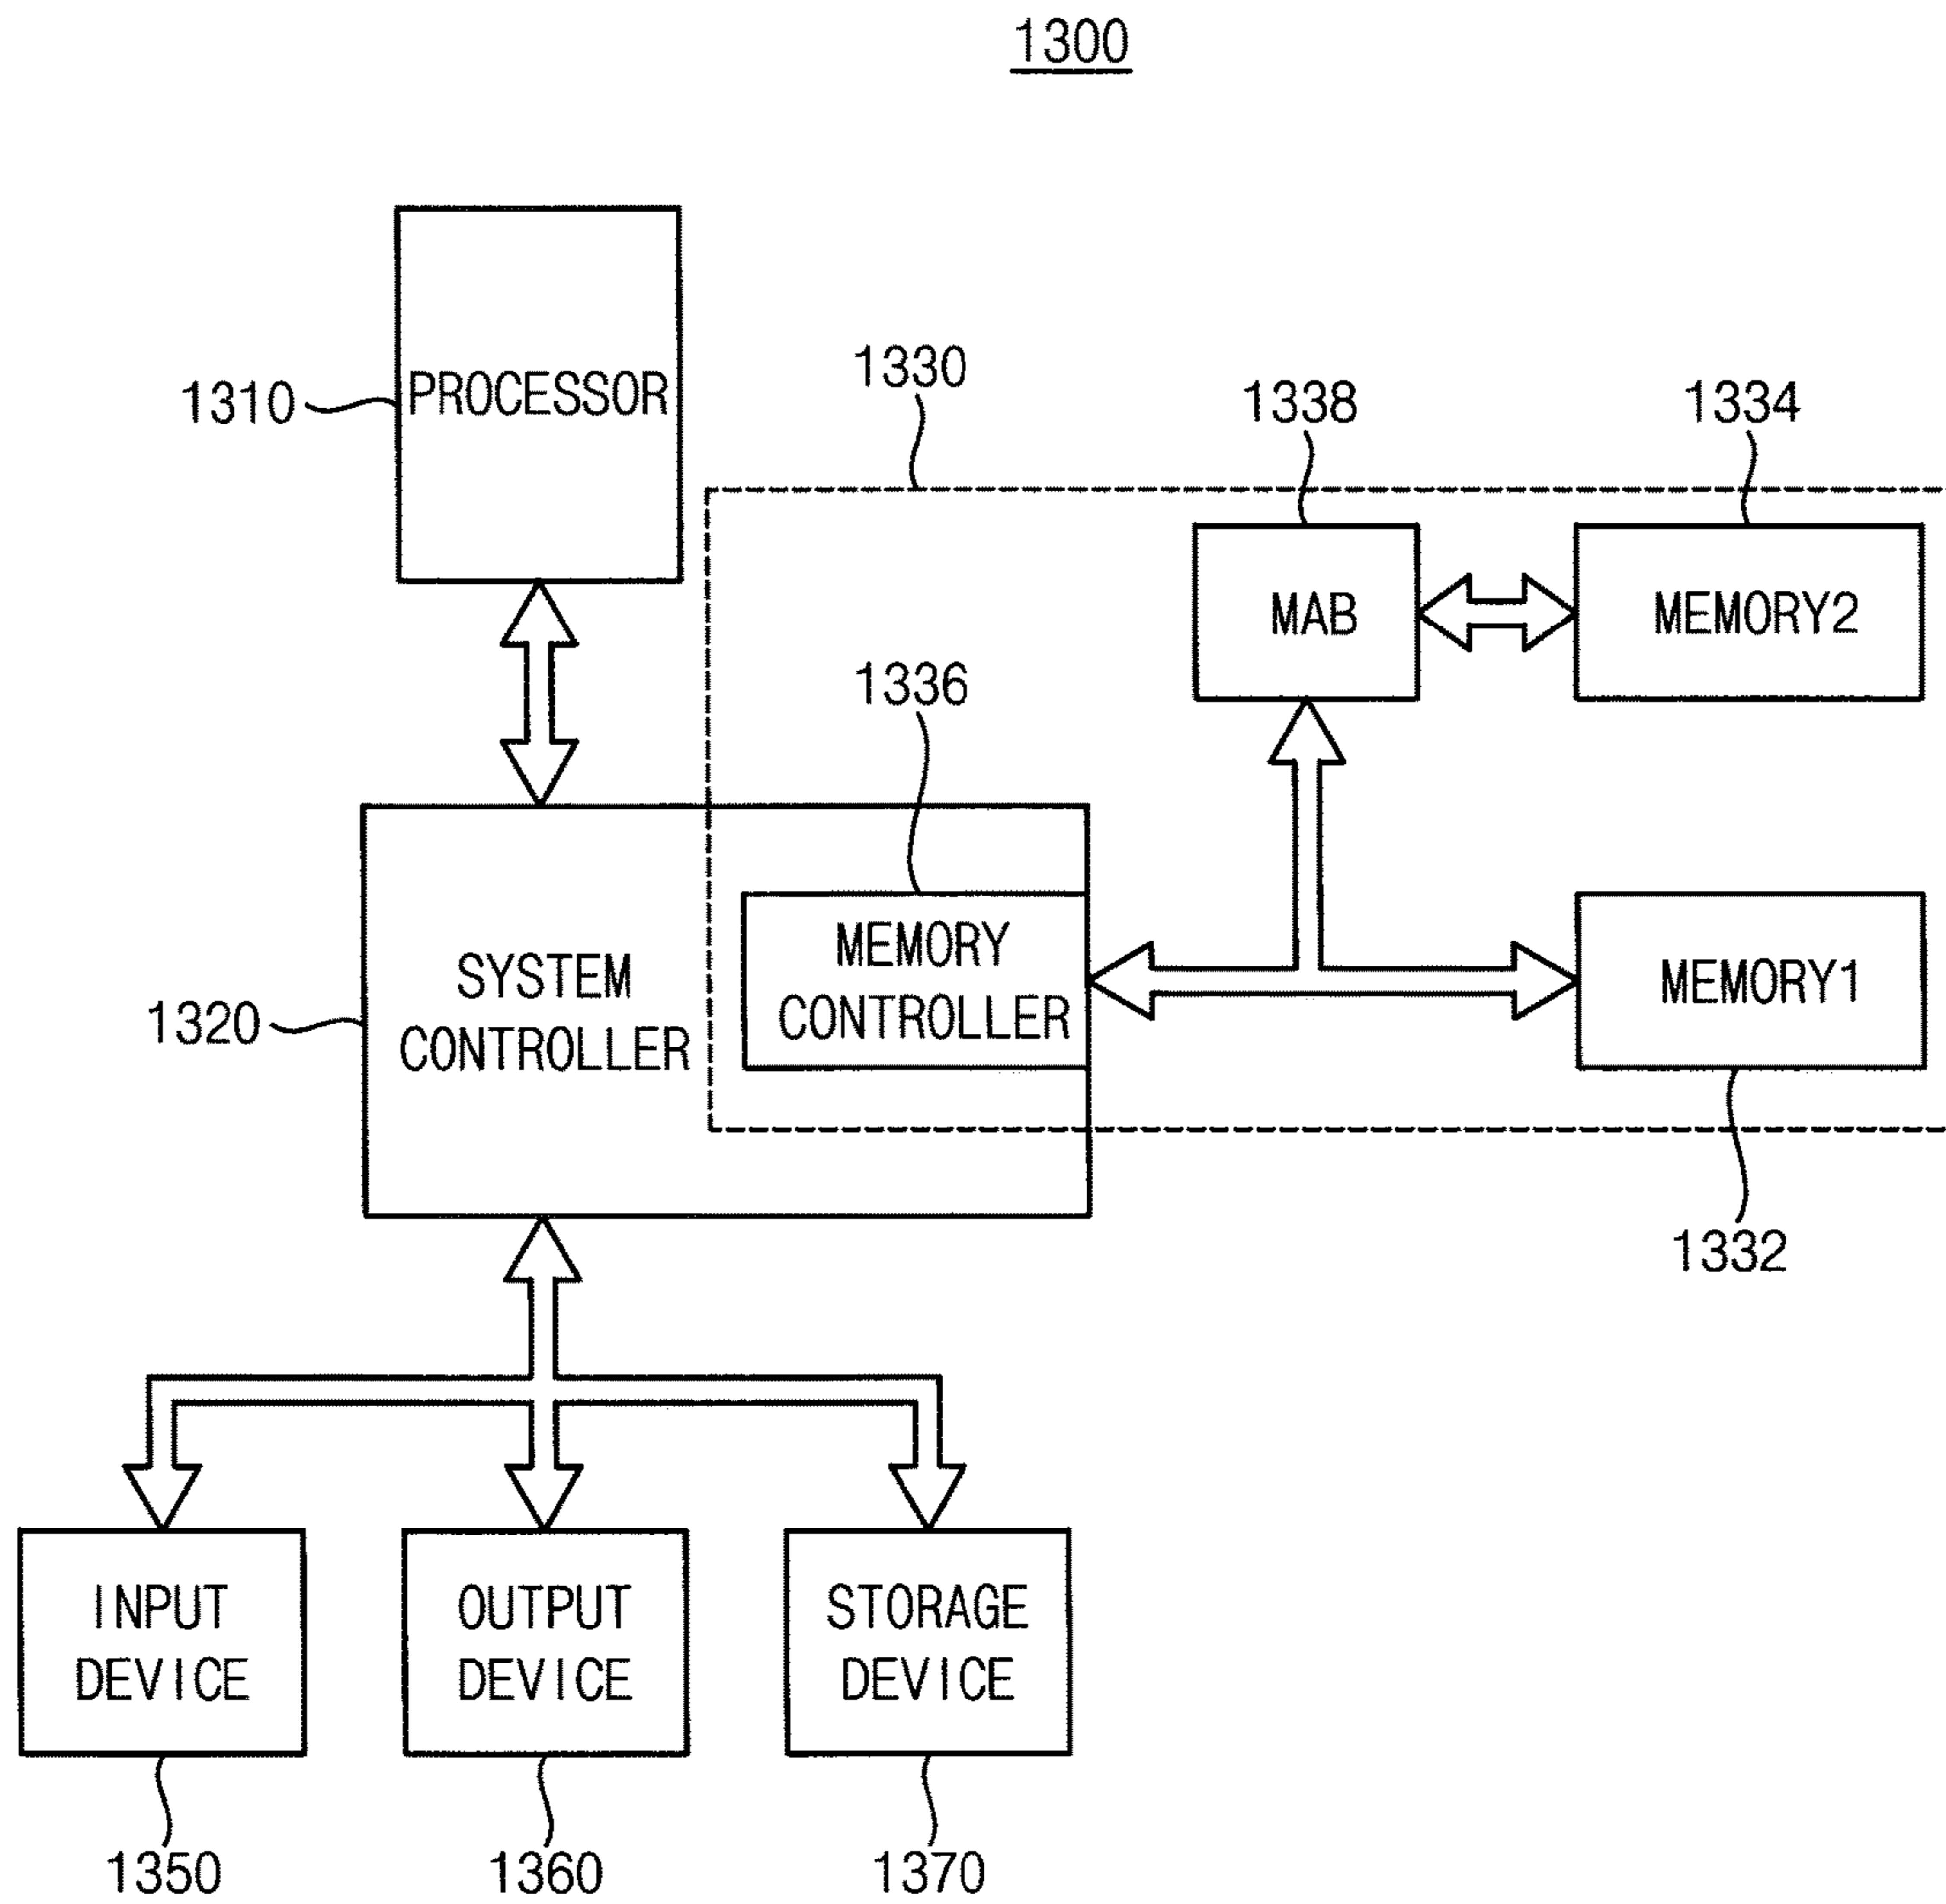 1300
PROCESSOR
1310
1330
1338
1334
MAB
MEMORY2
1336
MEMORY
CONTROLLER
SYSTEM
CONTROLLER
1320
MEMORY1
1332
INPUT
DEVICE
OUTPUT
DEVICE
STORAGE
DEVICE
1350
1360
1370